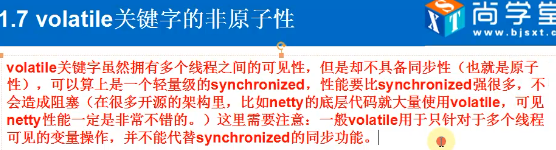 1.7 volatile关键字的非原子性
XST 尚学堂
www.bjsxt.c
volatile关键字虽然拥有多个线程之间的可见性，但是却不具备同步性（也就是原子
性），可以算上是一个轻量级的synchronized，性能要比synchronized强很多，不
会造成阻塞（在很多开源的架构里，比如netty的底层代码就大量使用volatile，可见
netty性能一定是非常不错的。）这里需要注意：一般volatile用于只针对于多个线程
可见的变量操作，并不能代替synchronized的同步功能。